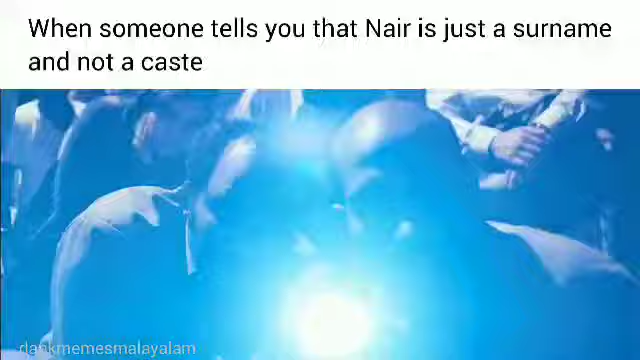 When someone tells you that Nair is just a surname
and not a caste
dankmemesmalayalam